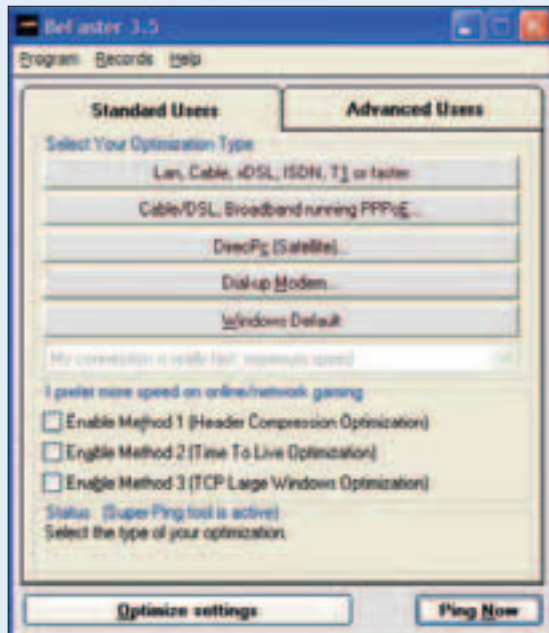 BeFaster 3.5
Program Records Help
Standard Users
Advanced Users
Select Your Optimization Type
Lan, Cable, xDSL, ISDN, T1 or faster
Cable/DSL, Broadband running PPPoE...
DirecPc (Satellite)...
Dial-up Modem...
Windows Default
My connection is really fast: maximum speed
I prefer more speed on online/network gaming
Enable Method 1 (Header Compression Optimization)
Enable Method 2 (Time To Live Optimization)
Enable Method 3 (TCP Large Windows Optimization)
Status (Super-Ping tool is active)
Select the type of your optimization.
Optimize settings
Ping Now